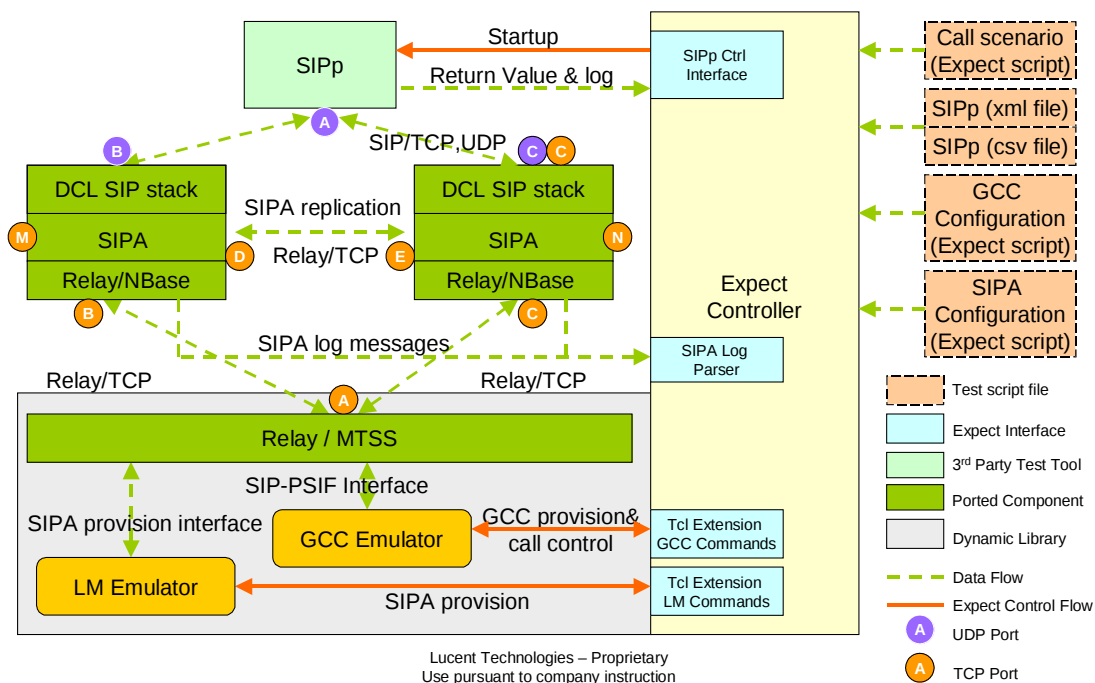 Startup
SIPp
Return Value & log
SIPp Ctrl
Interface
Call scenario
(Expect script)
SIPp (xml file)
SIPp (csv file)
A
B
SIP/TCP,UDP
C
C
DCL SIP stack
SIPA
Relay/NBase
M
D
B
SIPA replication
Relay/TCP
DCL SIP stack
SIPA
Relay/NBase
E
N
C
GCC
Configuration
(Expect script)
SIPA
Configuration
(Expect script)
Expect
Controller
SIPA log messages
SIPA Log
Parser
Relay/TCP
Relay/TCP
A
Relay / MTSS
SIP-PSIF Interface
SIPA provision interface
GCC Emulator
GCC provision&
call control
Tcl Extension
GCC Commands
LM Emulator
SIPA provision
Tcl Extension
LM Commands
Test script file
Expect Interface
3rd Party Test Tool
Ported Component
Dynamic Library
Data Flow
Expect Control Flow
A
UDP Port
A
TCP Port
Lucent Technologies – Proprietary
Use pursuant to company instruction